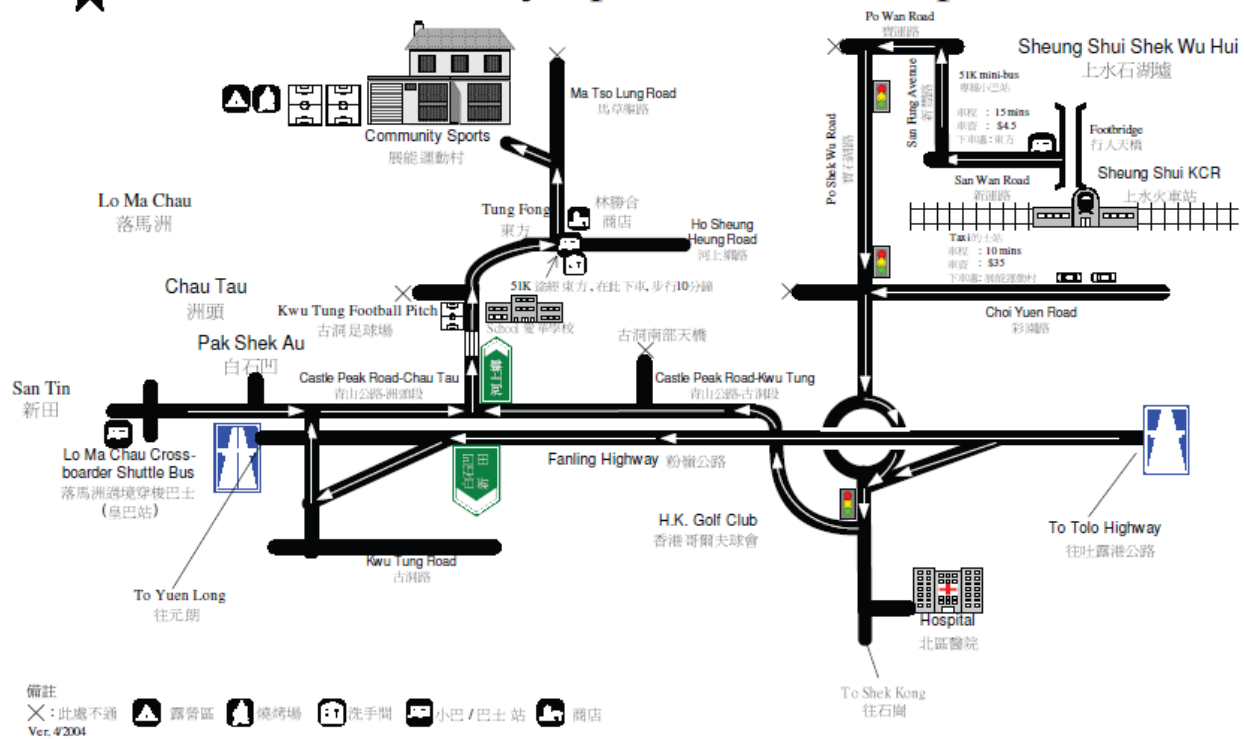 Po Wan Road
寶運路
Sheung Shui Shek Wu Hui
上水石湖墟
51K mini-bus
專線小巴站
車程 : 15 mins
車資 : $4.5
下車處:東方
San Hing Avenue
Footbridge
行人天橋
San Wan Road
新運路
Sheung Shui KCR
上水火車站
Po Shek Wu Road
寶石湖路
Taxi的士站
車程 : 10 mins
車資 : $35
下車處:展能運動村
Choi Yuen Road
彩園路
Ma Tso Lung Road
馬草壟路
Community Sports
展能運動村
Lo Ma Chau
落馬洲
Tung Fong
東方
林勝合
商店
Ho Sheung
Heung Road
河上鄉路
51K 途經東方,在此下車,步行10分鐘
Chau Tau
洲頭
Kwu Tung Football Pitch
古洞足球場
School 愛華學校
古洞南部天橋
Pak Shek Au
白石凹
河上鄉
San Tin
新田
Castle Peak Road-Chau Tau
青山公路-洲頭段
Castle Peak Road-Kwu Tung
青山公路-古洞段
Lo Ma Chau Cross-
boarder Shuttle Bus
落馬洲過境穿梭巴士
(皇巴站)
新田
Fanling Highway 粉嶺公路
H.K. Golf Club
香港哥爾夫球會
To Tolo Highway
往吐露港公路
Kwu Tung Road
古洞路
To Yuen Long
往元朗
Hospital
北區醫院
To Shek Kong
往石崗
備註
╳:此處不通
露營區
燒烤場
洗手間
小巴/巴士 站
商店
Ver. 4/2004